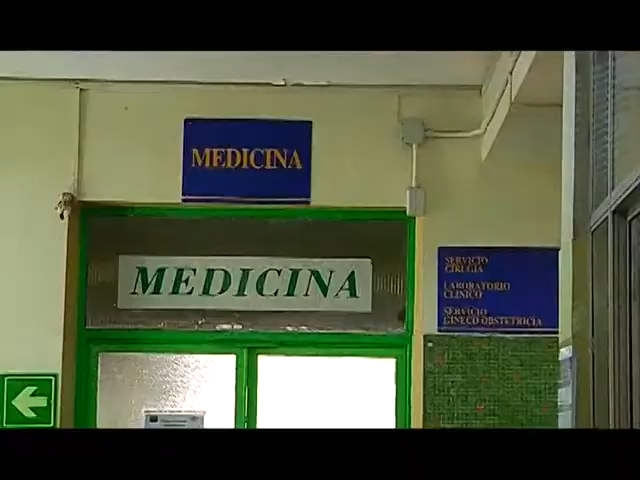 MEDICINA
MEDICINA
SERVICIO
CIRUGIA
LABORATORIO
CLINICO
SERVICIO
GINECO OBSTETRICIA